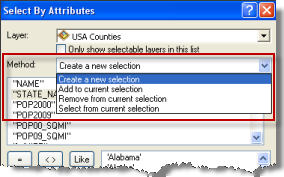 Select By Attributes
Layer: USA Counties
Only show selectable layers in this list
Method: Create a new selection
Create a new selection
Add to current selection
Remove from current selection
Select from current selection
"NAME"
"STATE_N
"POP2000"
"POP2009"
"POP00_SQMI"
"POP09_SQMI"
= <> Like 'Alabama'